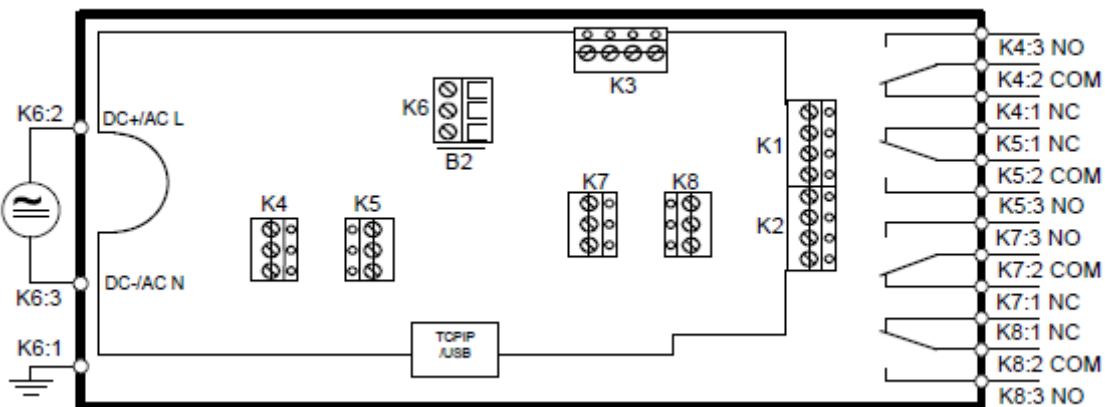 K6:2
DC+/AC L
K6
B2
K3
K1
K2
K4
K5
K7
K8
K6:3
DC-/AC N
K6:1
TCPIP
/USB
K4:3 NO
K4:2 COM
K4:1 NC
K5:1 NC
K5:2 COM
K5:3 NO
K7:3 NO
K7:2 COM
K7:1 NC
K8:1 NC
K8:2 COM
K8:3 NO